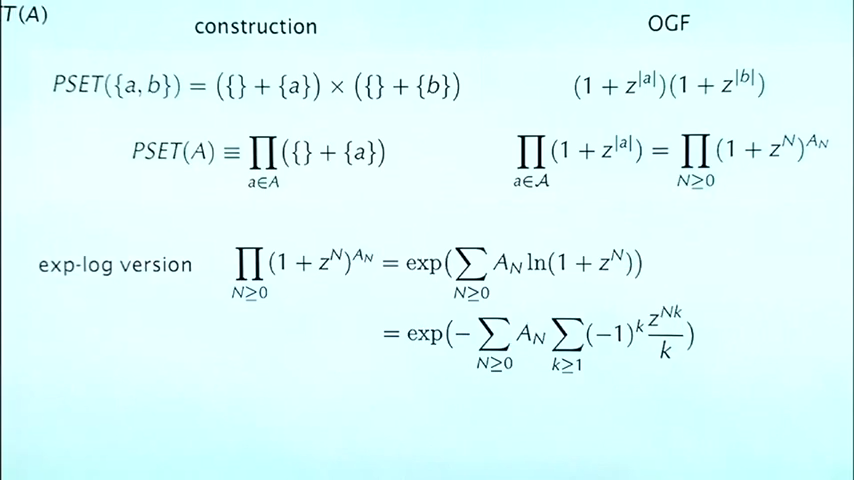 T(A)
construction OGF
PSET({a, b}) = ({} + {a}) × ({} + {b}) (1 + z^{|a|})(1 + z^{|b|})
PSET(A) ≡ ∏_{a∈A} ({} + {a}) ∏_{a∈A} (1 + z^{|a|}) = ∏_{N≥0} (1 + z^N)^{A_N}
exp-log version ∏_{N≥0} (1 + z^N)^{A_N} = exp(∑_{N≥0} A_N ln(1 + z^N))
= exp(− ∑_{N≥0} A_N ∑_{k≥1} (−1)^k \frac{z^{Nk}}{k})